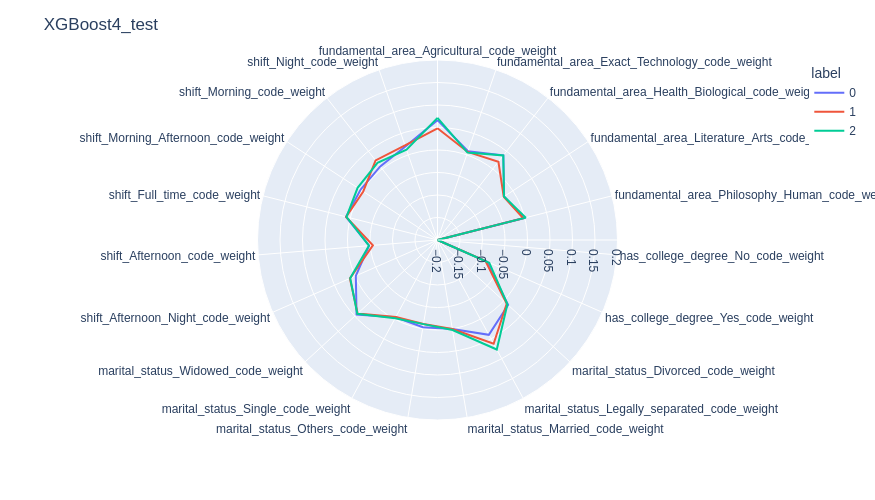 XGBoost4_test
fundamental_area_Agricultural_code_weight
shift_Night_code_weight
fundamental_area_Exact_Technology_code_weight
label
shift_Morning_code_weight
fundamental_area_Health_Biological_code_weig
0
1
2
shift_Morning_Afternoon_code_weight
fundamental_area_Literature_Arts_code_
shift_Full_time_code_weight
fundamental_area_Philosophy_Human_code_we
shift_Afternoon_code_weight
has_college_degree_No_code_weight
−0.2
−0.15
−0.1
−0.05
0
0.05
0.1
0.15
0.2
shift_Afternoon_Night_code_weight
has_college_degree_Yes_code_weight
marital_status_Widowed_code_weight
marital_status_Divorced_code_weight
marital_status_Single_code_weight
marital_status_Legally_separated_code_weight
marital_status_Others_code_weight
marital_status_Married_code_weight